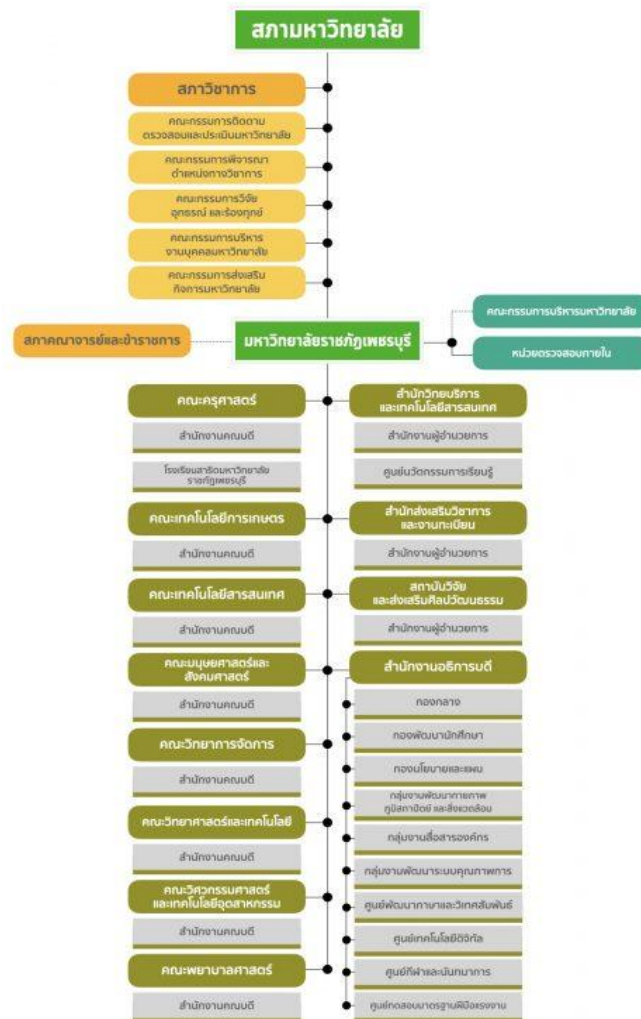 สภามหาวิทยาลัย
สภาวิชาการ
คณะกรรมการติดตาม
ตรวจสอบและประเมินมหาวิทยาลัย
คณะกรรมการพิจารณา
ตำแหน่งทางวิชาการ
คณะกรรมการวิจัย
อุทธรณ์ และร้องทุกข์
คณะกรรมการบริหาร
งานบุคคลมหาวิทยาลัย
คณะกรรมการส่งเสริม
กิจการมหาวิทยาลัย
สภาคณาจารย์และข้าราชการ
มหาวิทยาลัยราชภัฏเพชรบุรี
คณะกรรมการบริหารมหาวิทยาลัย
หน่วยตรวจสอบภายใน
คณะครุศาสตร์
สำนักงานคณบดี
โรงเรียนสาธิตมหาวิทยาลัย
ราชภัฏเพชรบุรี
คณะเทคโนโลยีการเกษตร
สำนักงานคณบดี
คณะเทคโนโลยีสารสนเทศ
สำนักงานคณบดี
คณะมนุษยศาสตร์และ
สังคมศาสตร์
สำนักงานคณบดี
คณะวิทยาการจัดการ
สำนักงานคณบดี
คณะวิทยาศาสตร์และเทคโนโลยี
สำนักงานคณบดี
คณะวิศวกรรมศาสตร์
และเทคโนโลยีอุตสาหกรรม
สำนักงานคณบดี
คณะพยาบาลศาสตร์
สำนักงานคณบดี
สำนักวิทยบริการ
และเทคโนโลยีสารสนเทศ
สำนักงานผู้อำนวยการ
ศูนย์นวัตกรรมการเรียนรู้
สำนักส่งเสริมวิชาการ
และงานทะเบียน
สำนักงานผู้อำนวยการ
สถาบันวิจัย
และส่งเสริมศิลปวัฒนธรรม
สำนักงานผู้อำนวยการ
สำนักงานอธิการบดี
กองกลาง
กองพัฒนานักศึกษา
กองนโยบายและแผน
กลุ่มงานพัฒนากายภาพ
ภูมิสถาปัตย์ และสิ่งแวดล้อม
กลุ่มงานสื่อสารองค์กร
กลุ่มงานพัฒนาระบบคุณภาพการ
ศูนย์พัฒนาภาษาและวิเทศสัมพันธ์
ศูนย์เทคโนโลยีดิจิทัล
ศูนย์กีฬาและนันทนาการ
ศูนย์ทดสอบมาตรฐานฝีมือแรงงาน